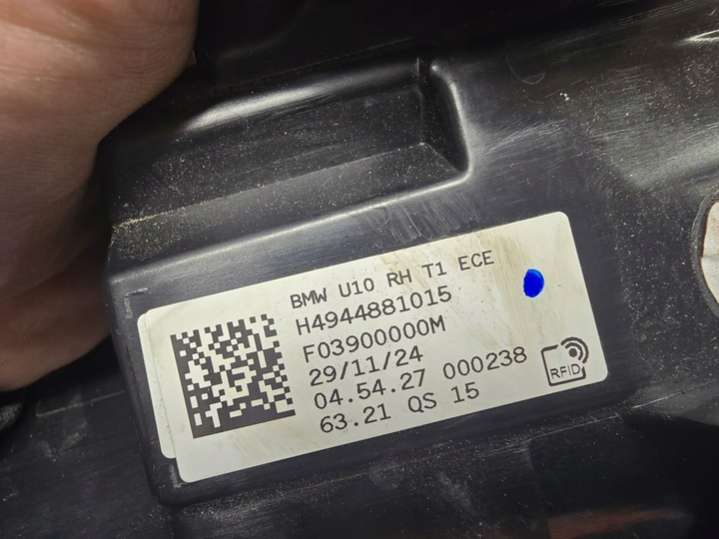 BMW U10 RH T1 ECE
H4944881015
F03900000M
29/11/24
04.54.27 000238
63.21 QS 15
RFID